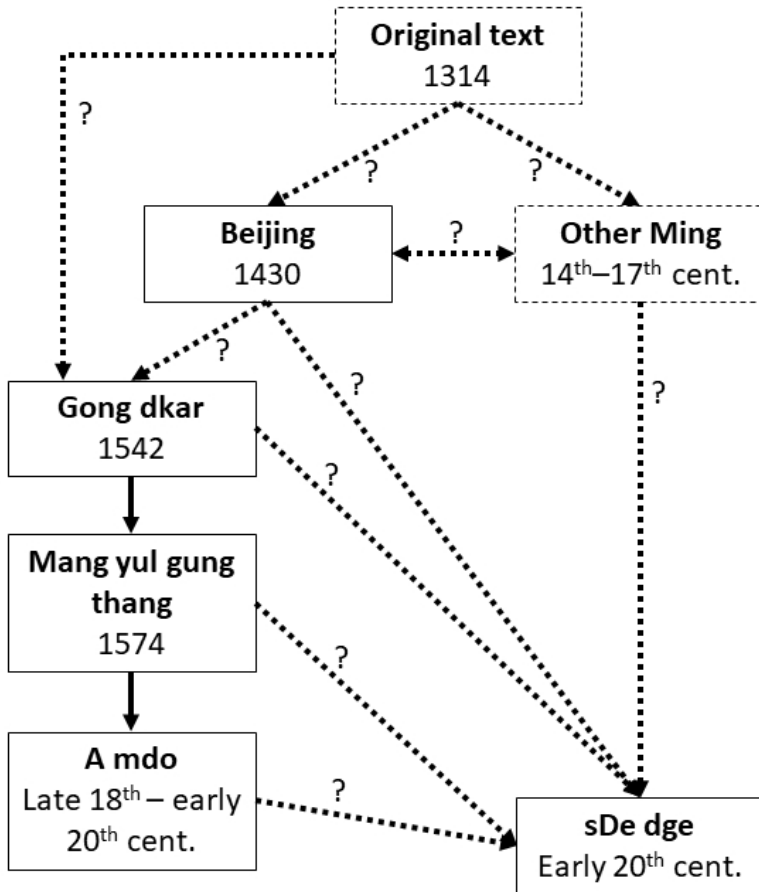 Original text
1314
?
?
?
Beijing
1430
?
Other Ming
14th–17th cent.
?
?
?
Gong dkar
1542
?
Mang yul gung
thang
1574
?
A mdo
Late 18th – early
20th cent.
?
sDe dge
Early 20th cent.